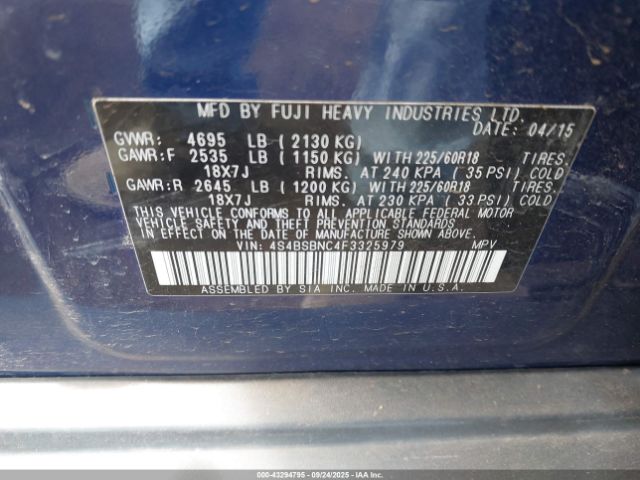 MFD BY FUJI HEAVY INDUSTRIES LTD.
DATE: 04/15
GVWR: 4695 LB ( 2130 KG)
GAWR:F 2535 LB ( 1150 KG) WITH 225/60R18 TIRES.
18X7J RIMS. AT 240 KPA ( 35 PSI) COLD
GAWR:R 2645 LB ( 1200 KG) WITH 225/60R18 TIRES.
18X7J RIMS. AT 230 KPA ( 33 PSI) COLD
THIS VEHICLE CONFORMS TO ALL APPLICABLE FEDERAL MOTOR
VEHICLE SAFETY AND THEFT PREVENTION STANDARDS IN
EFFECT ON THE DATE OF MANUFACTURE SHOWN ABOVE.
VIN: 4S4BSBNC4F3325979 MPV
ASSEMBLED BY SIA INC. MADE IN U.S.A.
000-43294795 - 09/24/2025 - IAAI.COM